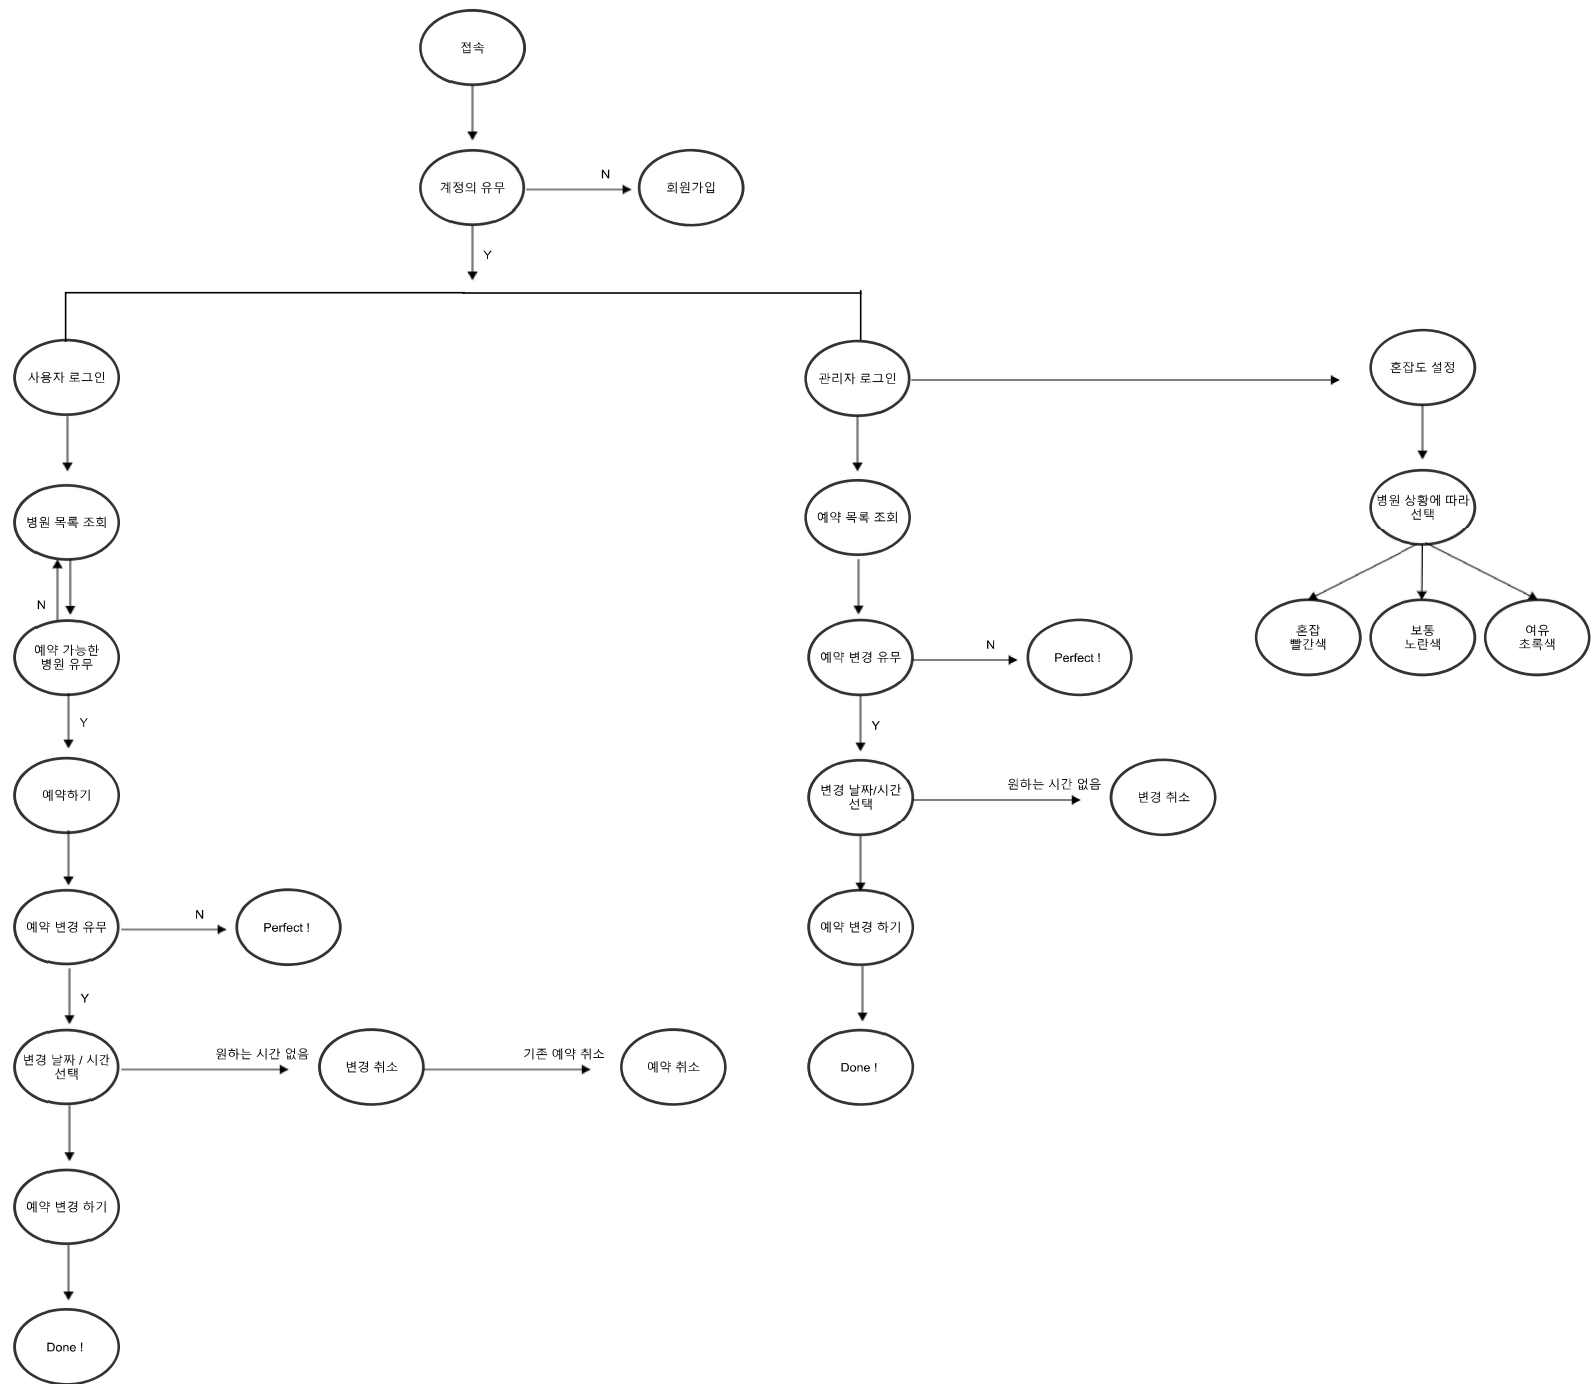 접속
계정의 유무
N
회원가입
Y
사용자 로그인
관리자 로그인
혼잡도 설정
병원 목록 조회
예약 목록 조회
병원 상황에 따라
선택
N
예약 가능한
병원 유무
예약 변경 유무
N
Perfect !
혼잡
빨간색
보통
노란색
여유
초록색
Y
Y
예약하기
변경 날짜/시간
선택
원하는 시간 없음
변경 취소
예약 변경 유무
N
Perfect !
예약 변경 하기
Y
변경 날짜 / 시간
선택
원하는 시간 없음
변경 취소
기존 예약 취소
예약 취소
Done !
예약 변경 하기
Done !